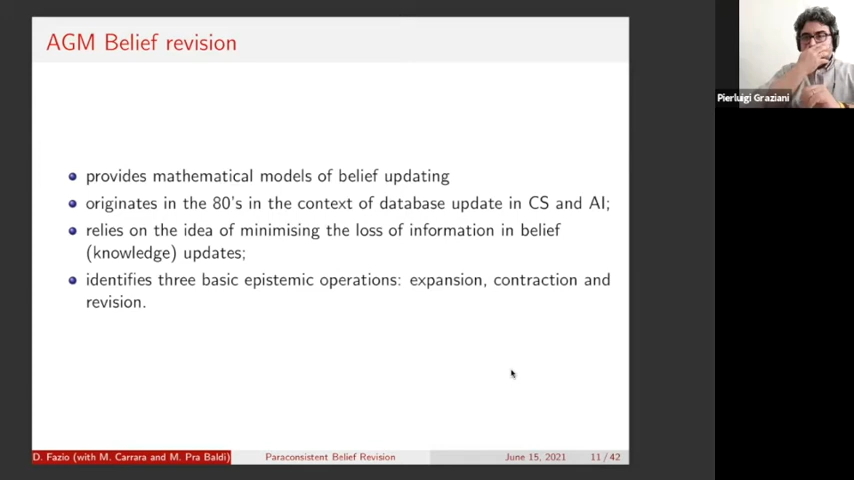 AGM Belief revision
provides mathematical models of belief updating
originates in the 80's in the context of database update in CS and AI;
relies on the idea of minimising the loss of information in belief
(knowledge) updates;
identifies three basic epistemic operations: expansion, contraction and
revision.
D. Fazio (with M. Carrara and M. Pra Baldi) Paraconsistent Belief Revision June 15, 2021 11 / 42
Pierluigi Graziani